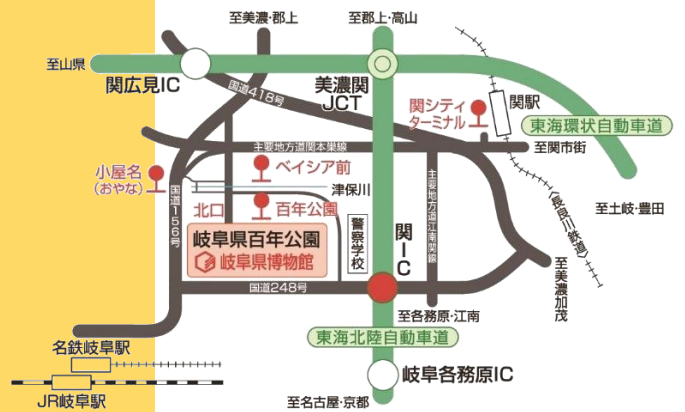 至美濃･郡上
至郡上･高山
至山県
関広見IC
美濃関
JCT
国道418号
関シティ
ターミナル
関駅
東海環状自動車道
主要地方道関本巣線
至関市街
小屋名
(おやな)
ベイシア前
津保川
国道156号
北口
百年公園
主要地方道江南関線
至土岐･豊田
〈長良川鉄道〉
岐阜県百年公園
岐阜県博物館
警察学校
関IC
国道248号
至美濃加茂
至各務原･江南
東海北陸自動車道
名鉄岐阜駅
岐阜各務原IC
JR岐阜駅
至名古屋･京都